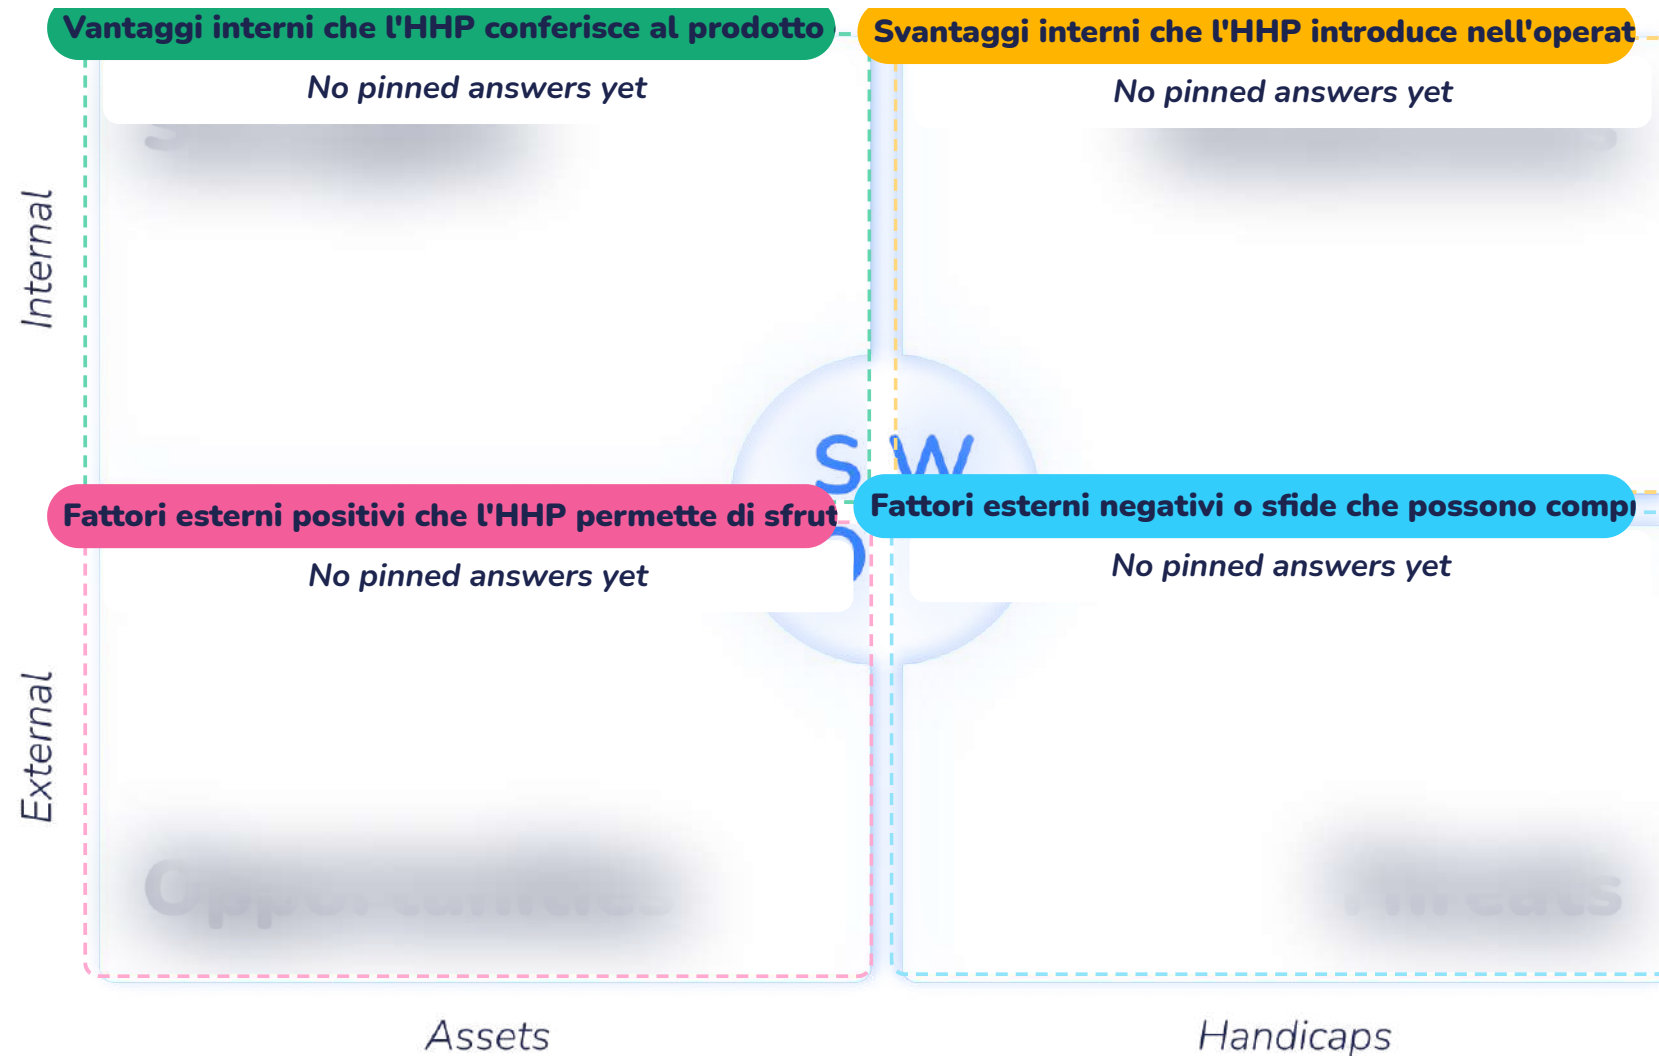 Vantaggi interni che l'HHP conferisce al prodotto
Svantaggi interni che l'HHP introduce nell'operat
No pinned answers yet
No pinned answers yet
Internal
S W
Fattori esterni positivi che l'HHP permette di sfrut
Fattori esterni negativi o sfide che possono comp
O
No pinned answers yet
No pinned answers yet
External
Opportunities
Threats
Assets
Handicaps